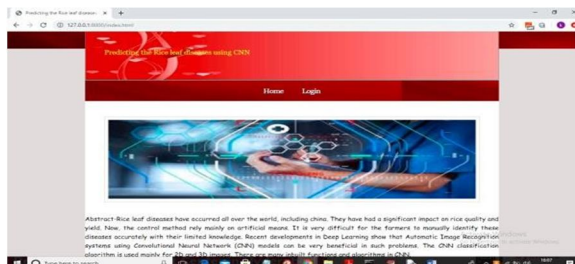 Predicting the Rice leaf diseases
127.0.0.1:8000/index.html
Predicting the Rice leaf diseases using CNN
Home Login
Abstract-Rice leaf diseases have occurred all over the world, including china. They have had a significant impact on rice quality and
yield. Now, the control method rely mainly on artificial means. It is very difficult for the farmers to manually identify these
diseases accurately with their limited knowledge. Recent developments in Deep Learning show that Automatic Image Recognition
systems using Convolutional Neural Network (CNN) models can be very beneficial in such problems. The CNN classification
algorithm is used mainly for 2D and 3D images. There are many inbuilt functions and algorithms in CNN
Type here to search
16:07